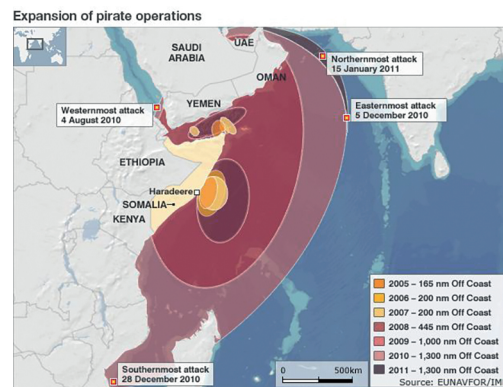 Expansion of pirate operations
SAUDI
ARABIA
UAE
OMAN
Northernmost attack
15 January 2011
Westernmost attack
4 August 2010
YEMEN
Easternmost attack
5 December 2010
ETHIOPIA
Haradeere
SOMALIA
KENYA
2005 – 165 nm Off Coast
2006 – 200 nm Off Coast
2007 – 200 nm Off Coast
2008 – 445 nm Off Coast
2009 – 1,000 nm Off Coast
2010 – 1,300 nm Off Coast
2011 – 1,300 nm Off Coast
Southernmost attack
28 December 2010
0 500km
Source: EUNAVFOR/IM